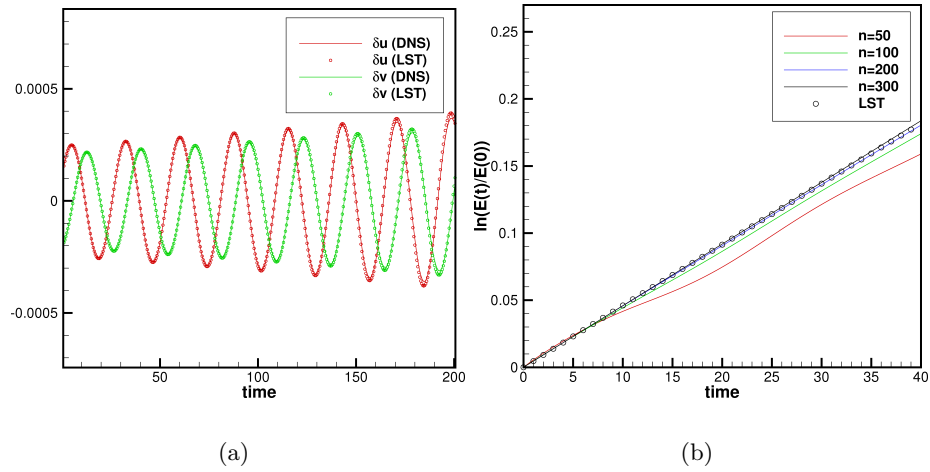 δu (DNS)
δu (LST)
δv (DNS)
δv (LST)
0.0005
0
-0.0005
50
100
150
200
time
(a)
n=50
n=100
n=200
n=300
LST
ln(E(t)/E(0))
0.25
0.2
0.15
0.1
0.05
0
0
5
10
15
20
25
30
35
40
time
(b)